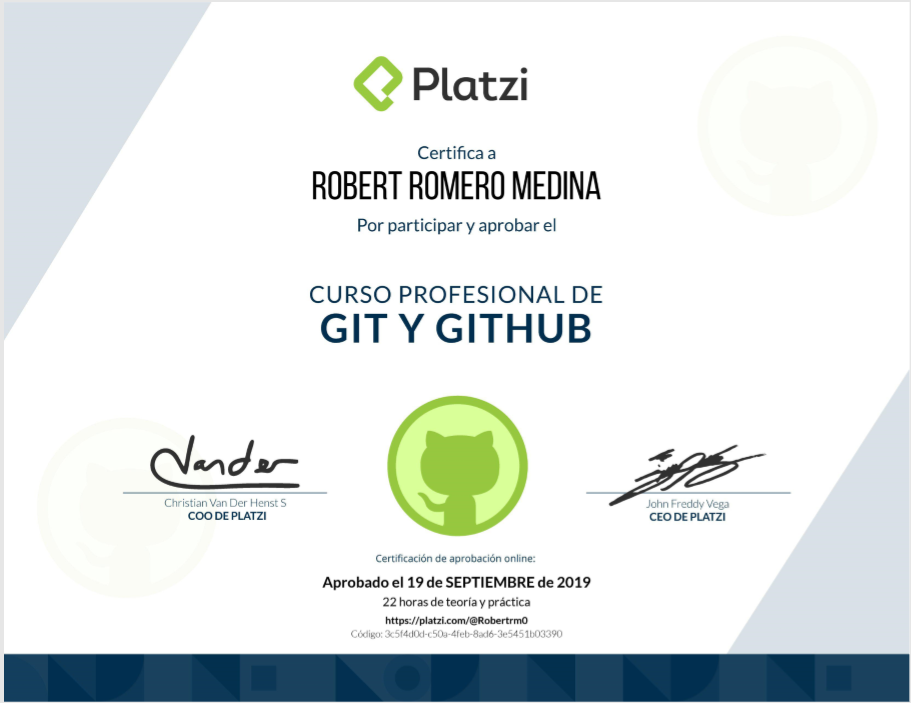 Platzi
Certifica a
ROBERT ROMERO MEDINA
Por participar y aprobar el
CURSO PROFESIONAL DE
GIT Y GITHUB
Vander
Christian Van Der Henst S
COO DE PLATZI
John Freddy Vega
CEO DE PLATZI
Certificación de aprobación online:
Aprobado el 19 de SEPTIEMBRE de 2019
22 horas de teoría y práctica
https://platzi.com/@Robertrm0
Código: 3c5f4d0d-c50a-4feb-8ad6-3e5451b03390